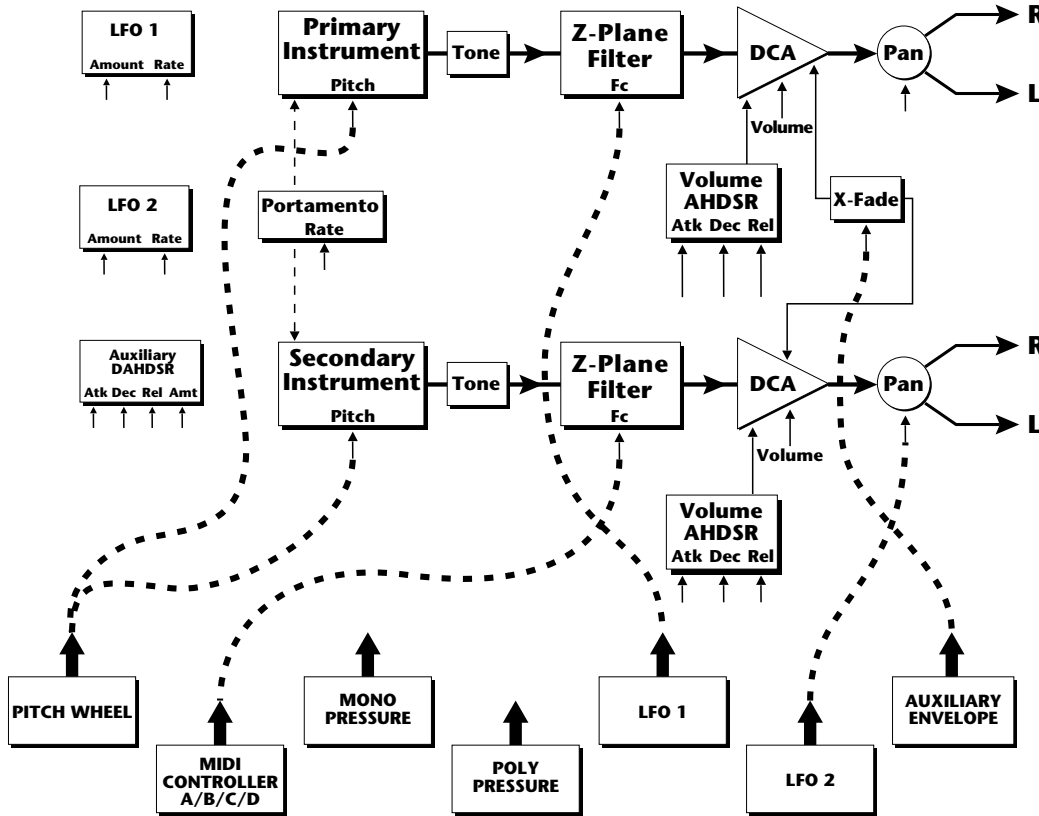 LFO 1
Amount Rate
Primary
Instrument
Pitch
Tone
Z-Plane
Filter
Fc
DCA
Volume
Pan
R
L
LFO 2
Amount Rate
Portamento
Rate
Volume
AHDSR
Atk Dec Rel
X-Fade
Auxiliary
DAHDSR
Atk Dec Rel Amt
Secondary
Instrument
Pitch
Tone
Z-Plane
Filter
Fc
DCA
Volume
Pan
R
L
Volume
AHDSR
Atk Dec Rel
PITCH WHEEL
MIDI
CONTROLLER
A/B/C/D
MONO
PRESSURE
POLY
PRESSURE
LFO 1
LFO 2
AUXILIARY
ENVELOPE